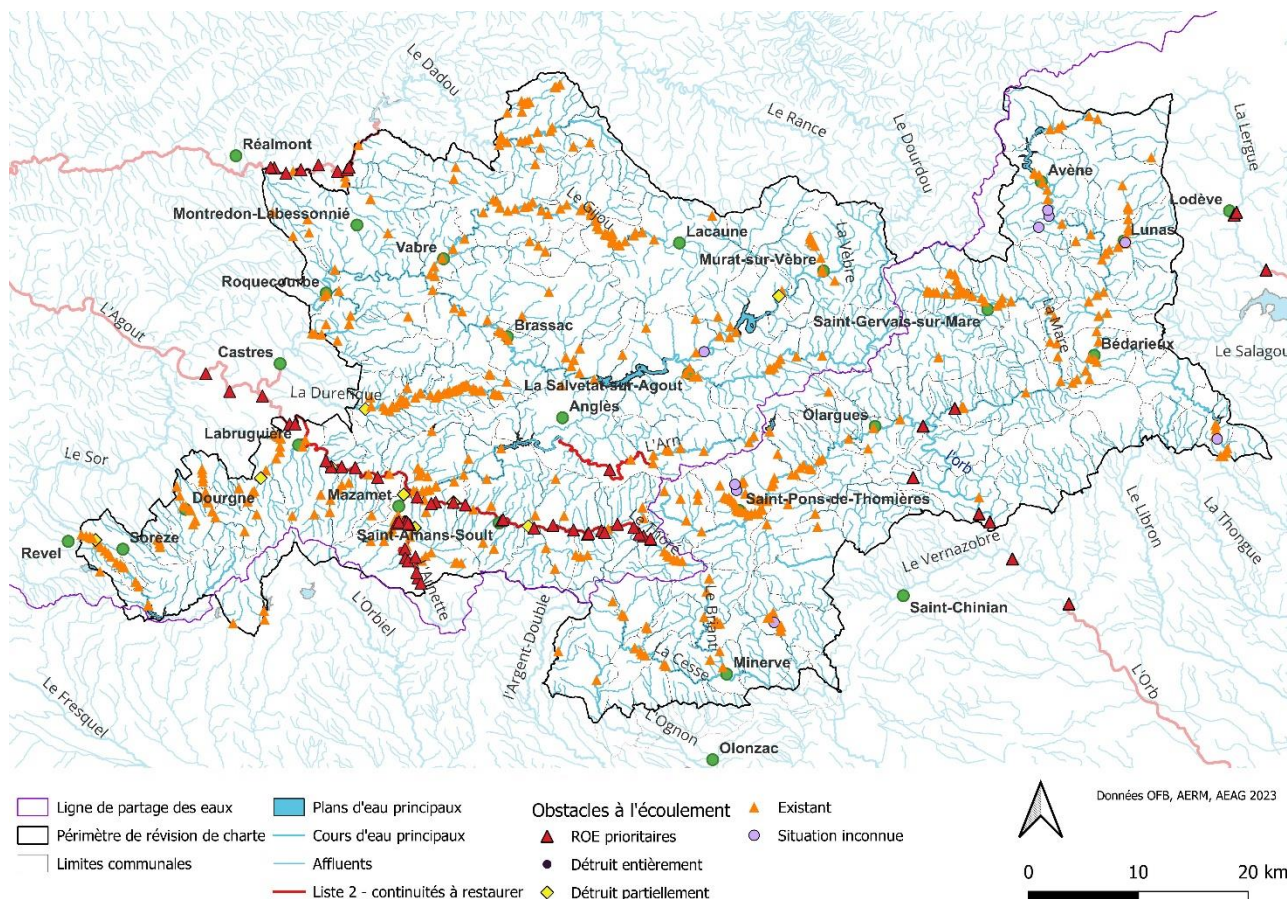 Le Dadou
Le Rance
Le Dourdou
La Lergue
Réalmont
Avène
Montredon-Labessonnié
Le Gijou
Lodève
Vabre
Lacaune
La Vèbre
Lunas
Murat-sur-Vèbre
Roquecourbe
L'Agout
Saint-Gervais-sur-Mare
La Mare
Brassac
Bédarieux
Le Salagou
Castres
La Salvetat-sur-Agout
La Durenque
Anglès
Olargues
Labruguière
L'Arn
l'orb
Le Sor
Dourgne
Mazamet
Saint-Pons-de-Thomières
Le Libron
La Thongue
Revel
Sorèze
Saint-Amans-Soult
Le Thoré
Le Vernazobre
L'Arnette
L'Orbiel
l'Argent-Double
Le Briant
Saint-Chinian
La Cesse
Minerve
L'Orb
Le Fresquel
L'Ognon
Olonzac
Ligne de partage des eaux
Périmètre de révision de charte
Limites communales
Plans d'eau principaux
Cours d'eau principaux
Affluents
Liste 2 - continuités à restaurer
Obstacles à l'écoulement
ROE prioritaires
Détruit entièrement
Détruit partiellement
Existant
Situation inconnue
Données OFB, AERM, AEAG 2023
0 10 20 km